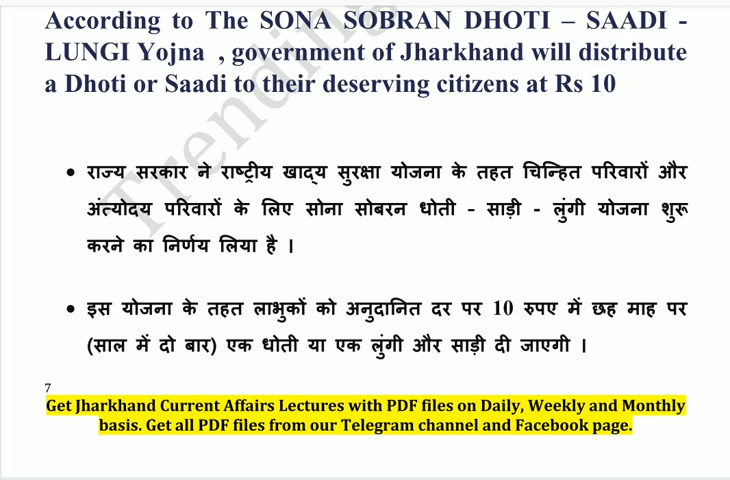 According to The SONA SOBRAN DHOTI – SAADI -
LUNGI Yojna , government of Jharkhand will distribute
a Dhoti or Saadi to their deserving citizens at Rs 10
• राज्य सरकार ने राष्ट्रीय खाद्य सुरक्षा योजना के तहत चिन्हित परिवारों और
अंत्योदय परिवारों के लिए सोना सोबरन धोती – साड़ी - लुंगी योजना शुरू
करने का निर्णय लिया है ।
• इस योजना के तहत लाभुकों को अनुदानित दर पर 10 रुपए में छह माह पर
(साल में दो बार) एक धोती या एक लुंगी और साड़ी दी जाएगी ।
7
Get Jharkhand Current Affairs Lectures with PDF files on Daily, Weekly and Monthly
basis. Get all PDF files from our Telegram channel and Facebook page.
Trending